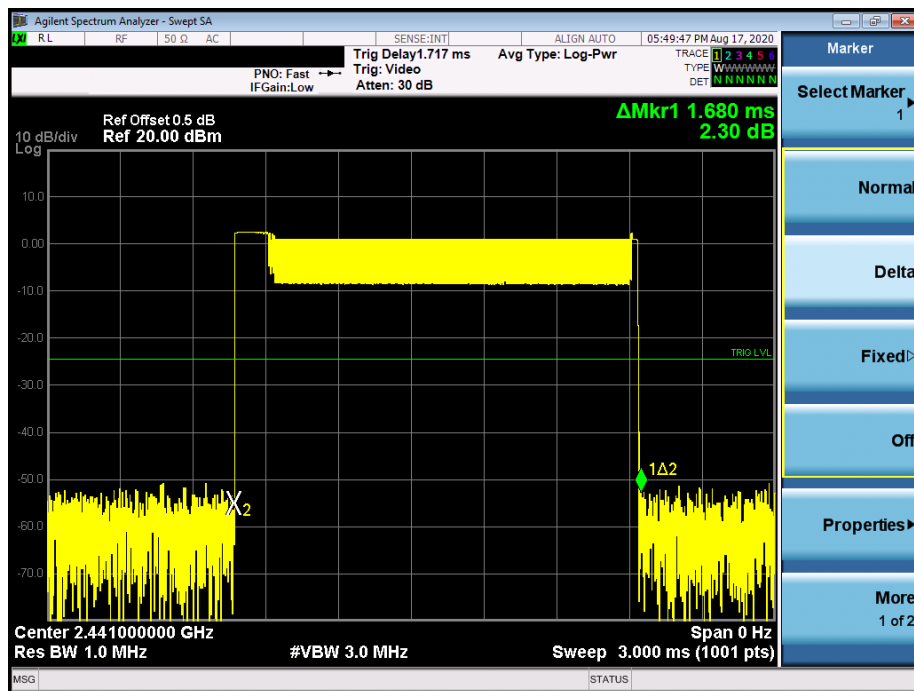 Agilent Spectrum Analyzer - Swept SA
LXI RL RF 50 Ω AC SENSE:INT ALIGN AUTO 05:49:47 PM Aug 17, 2020
Trig Delay1.717 ms Avg Type: Log-Pwr TRACE 1 2 3 4 5 6
PNO: Fast Trig: Video TYPE WWWWWW
IFGain:Low Atten: 30 dB DET N N N N N N
Ref Offset 0.5 dB ΔMkr1 1.680 ms
10 dB/div Ref 20.00 dBm 2.30 dB
Log
10.0
0.00
-10.0
-20.0
TRIG LVL
-30.0
-40.0
-50.0
1Δ2
X2
-60.0
-70.0
Center 2.441000000 GHz Span 0 Hz
Res BW 1.0 MHz #VBW 3.0 MHz Sweep 3.000 ms (1001 pts)
MSG STATUS
Marker
Select Marker
1
Normal
Delta
Fixed
Off
Properties
More
1 of 2